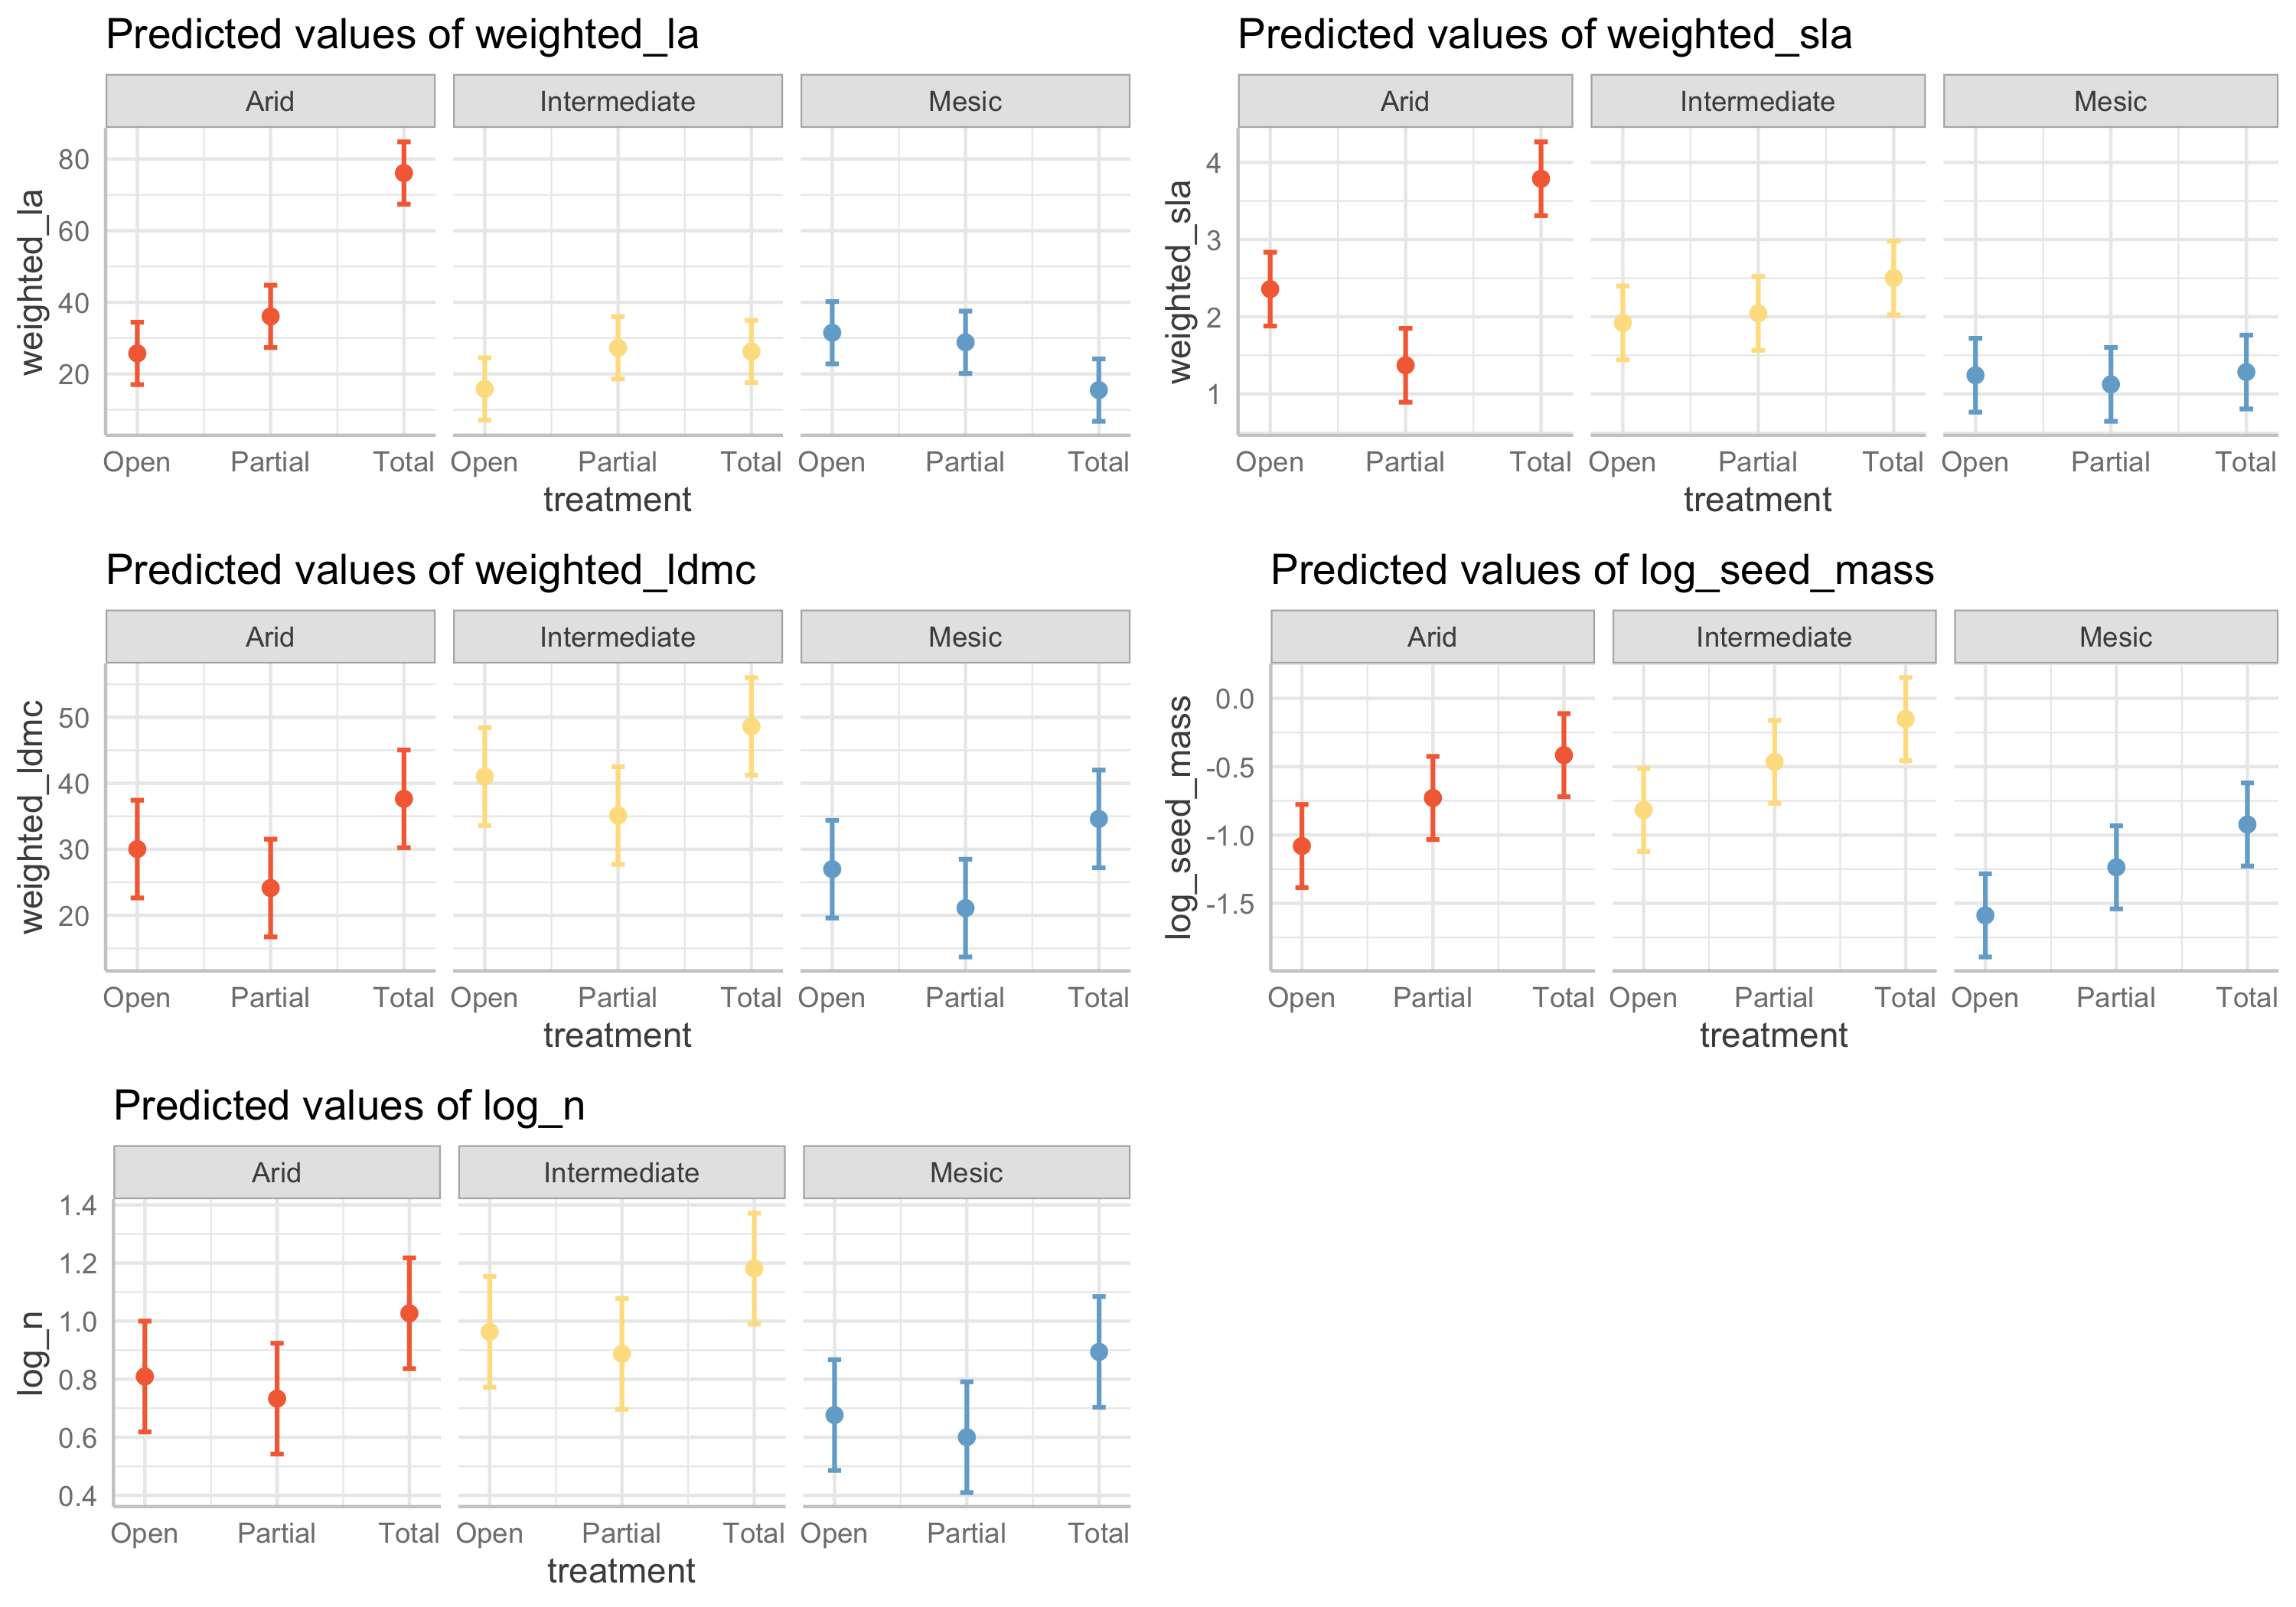 Predicted values of weighted_la
Arid Intermediate Mesic
80
60
40
20
weighted_la
Open Partial Total Open Partial Total Open Partial Total
treatment
Predicted values of weighted_sla
Arid Intermediate Mesic
4
3
2
1
weighted_sla
Open Partial Total Open Partial Total Open Partial Total
treatment
Predicted values of weighted_ldmc
Arid Intermediate Mesic
50
40
30
20
weighted_ldmc
Open Partial Total Open Partial Total Open Partial Total
treatment
Predicted values of log_seed_mass
Arid Intermediate Mesic
0.0
-0.5
-1.0
-1.5
log_seed_mass
Open Partial Total Open Partial Total Open Partial Total
treatment
Predicted values of log_n
Arid Intermediate Mesic
1.4
1.2
1.0
0.8
0.6
0.4
log_n
Open Partial Total Open Partial Total Open Partial Total
treatment